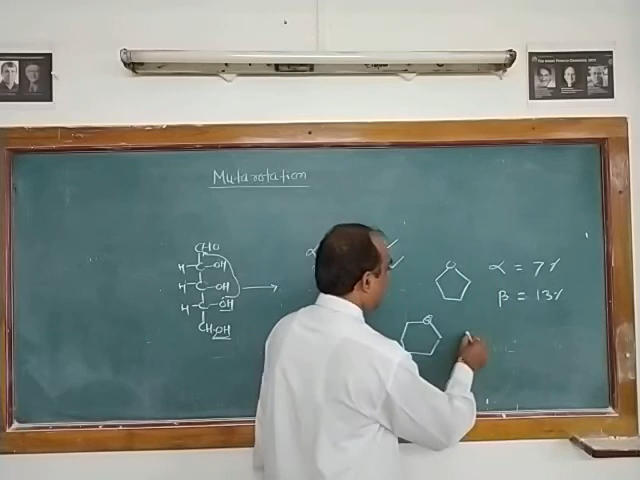 Mutarotation
CHO
H-C-OH
H-C-OH
H-C-OH
CH₂OH
α
O
α = 7%
β = 13%
O